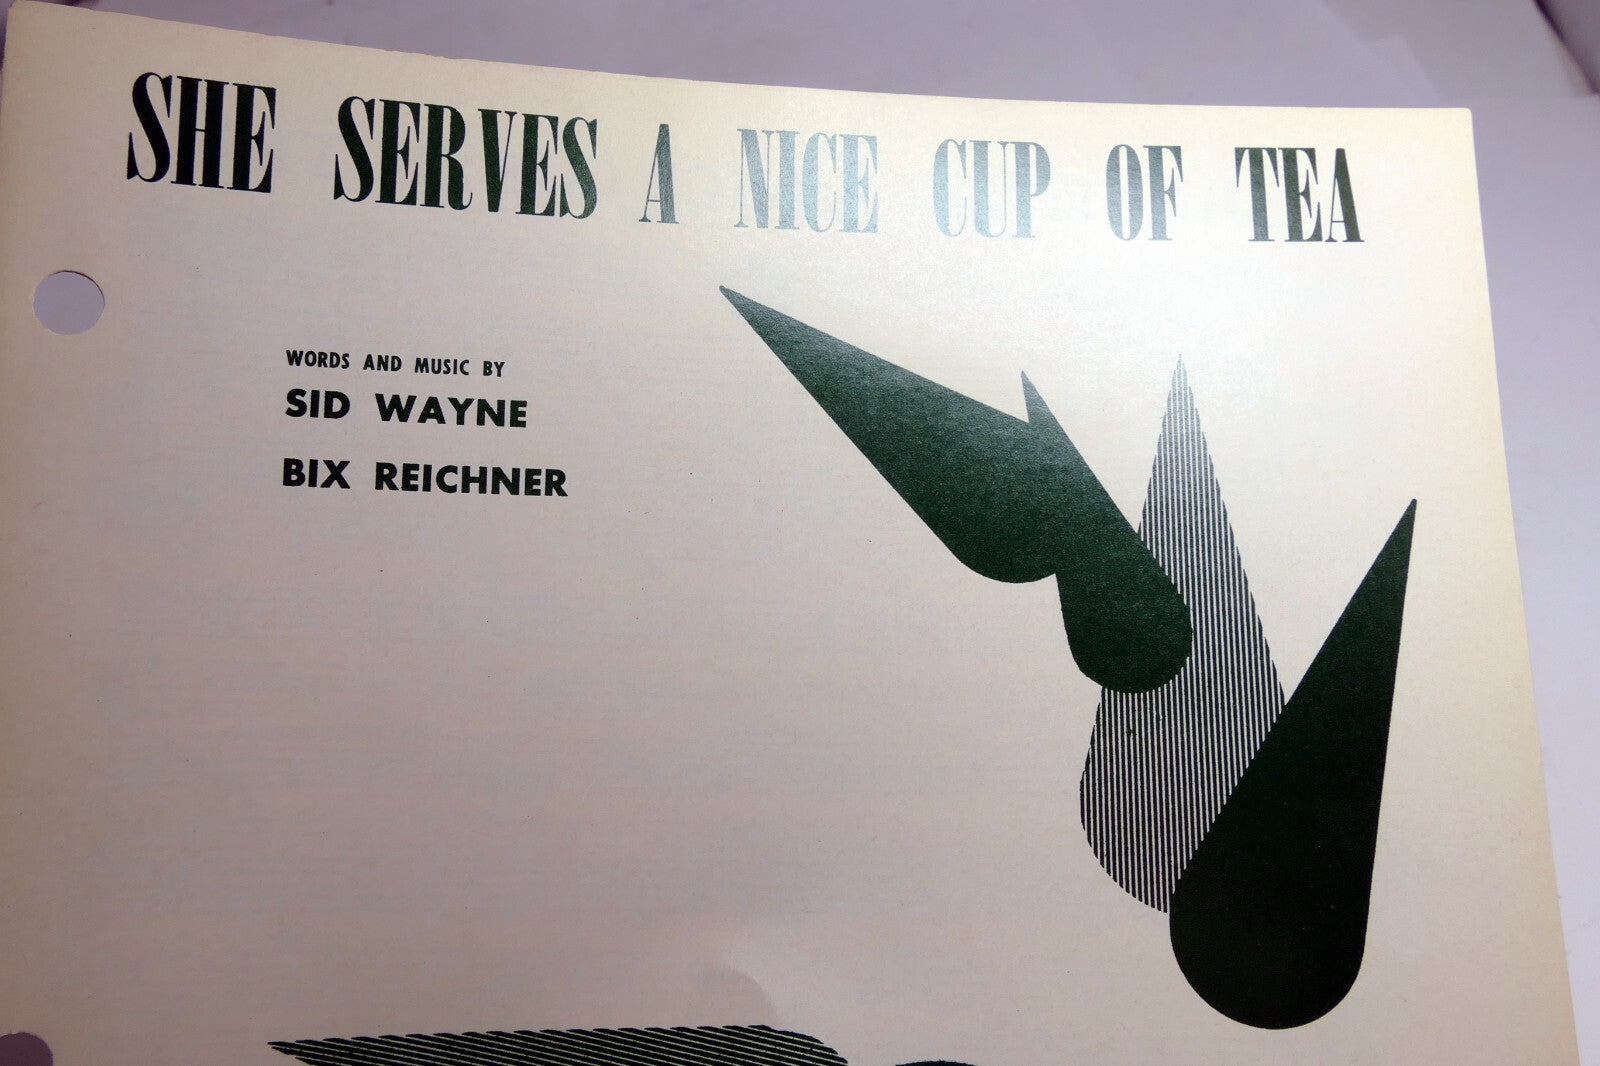 SHE SERVES A NICE CUP OF TEA
WORDS AND MUSIC BY
SID WAYNE
BIX REICHNER